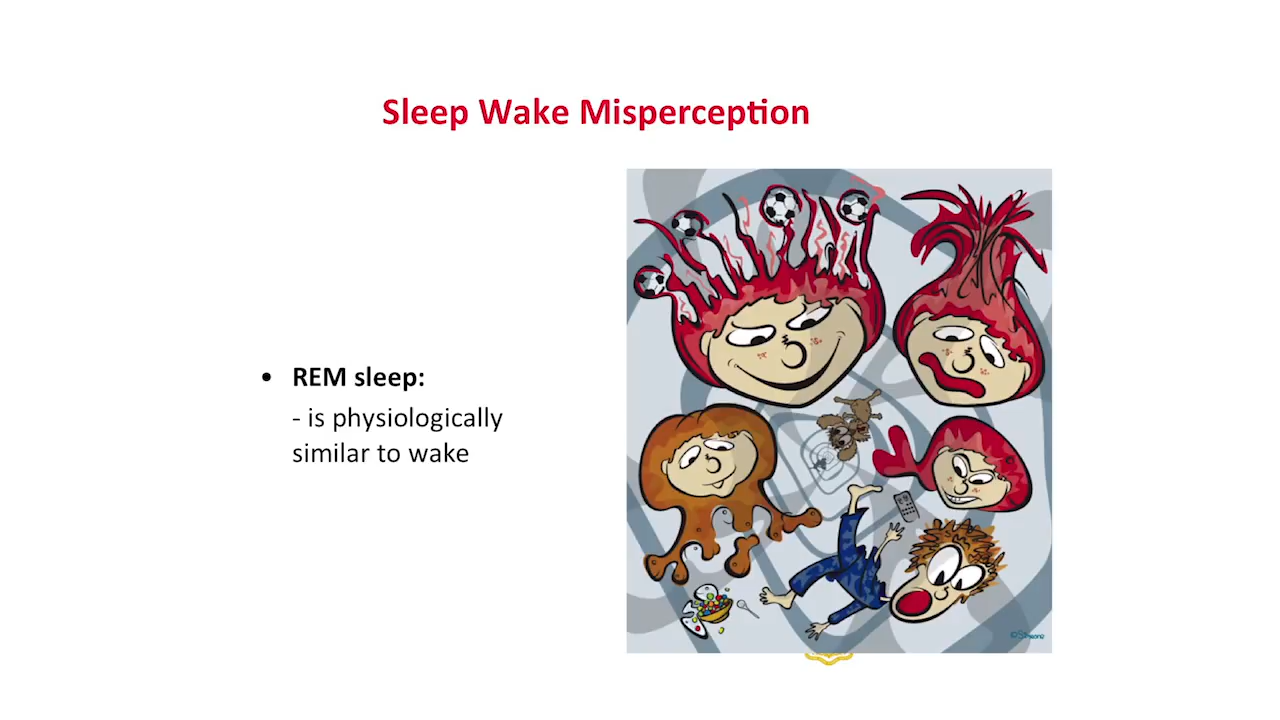 Sleep Wake Misperception
• REM sleep:
- is physiologically
similar to wake